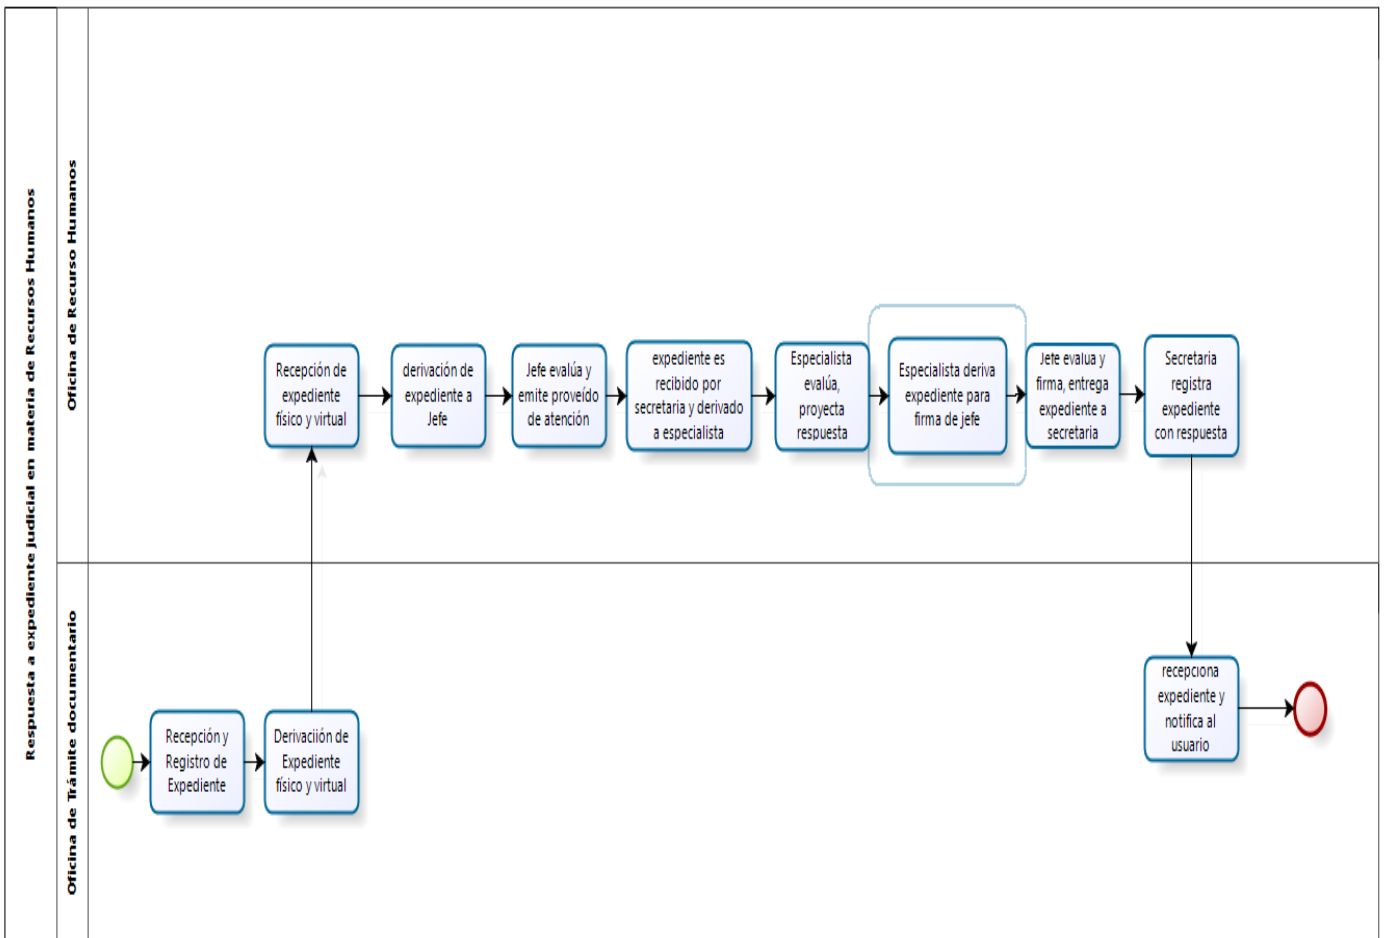 Respuesta a expediente judicial en materia de Recursos Humanos
Oficina de Recurso Humanos
Recepción de
expediente
físico y virtual
derivación de
expediente a
Jefe
Jefe evalúa y
emite proveído
de atención
expediente es
recibido por
secretaria y derivado
a especialista
Especialista
evalúa,
proyecta
respuesta
Especialista deriva
expediente para
firma de jefe
Jefe evalua y
firma, entrega
expediente a
secretaria
Secretaria
registra
expediente
con respuesta
Oficina de Trámite documentario
Recepción y
Registro de
Expediente
Derivaciión de
Expediente
físico y virtual
recepciona
expediente y
notifica al
usuario